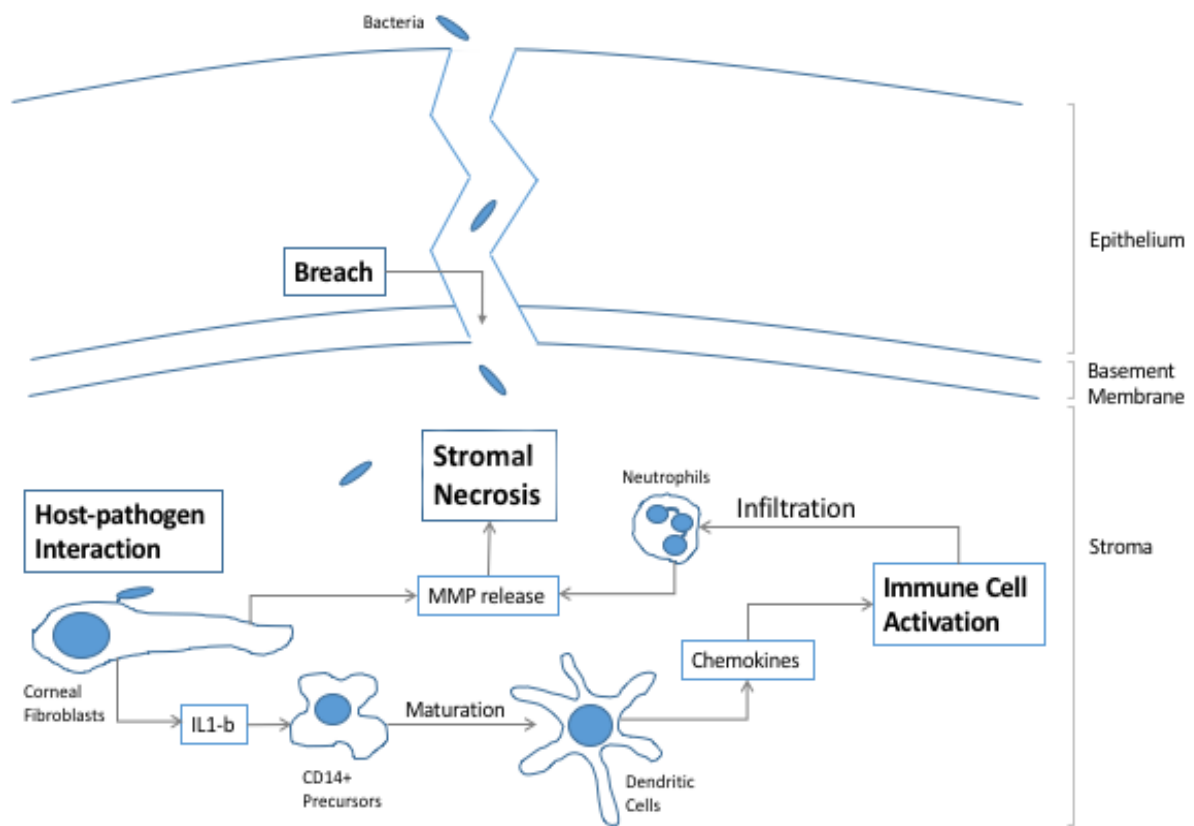 Bacteria
Epithelium
Breach
Basement
Membrane
Stromal
Necrosis
Neutrophils
Infiltration
Host-pathogen
Interaction
Stroma
MMP release
Immune Cell
Activation
Chemokines
Corneal
Fibroblasts
IL1-b
Maturation
CD14+
Precursors
Dendritic
Cells